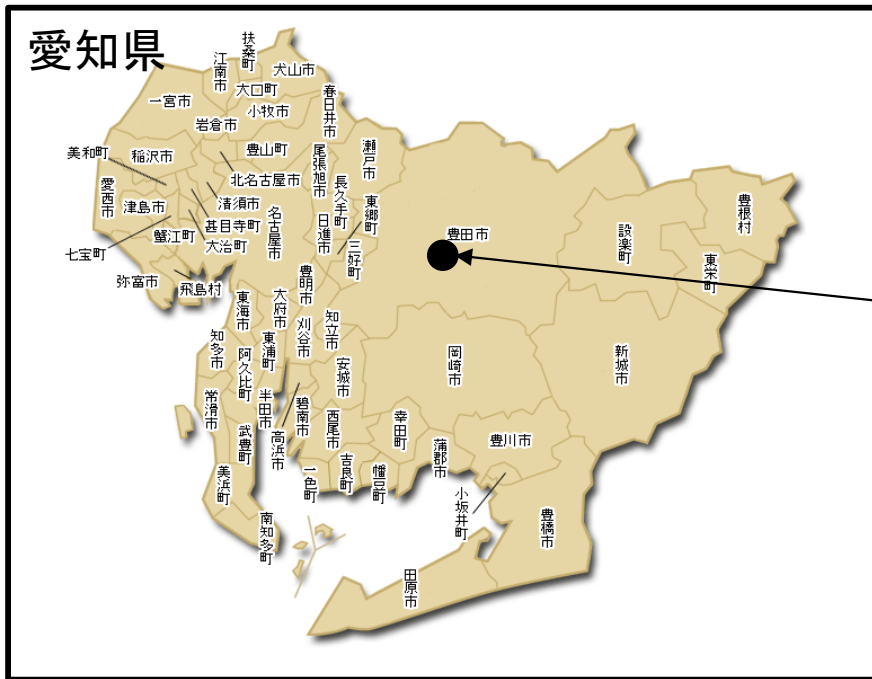 愛知県
扶桑町
江南市
犬山市
大口町
一宮市
小牧市
春日井市
岩倉市
美和町
稲沢市
豊山町
尾張旭市
瀬戸市
北名古屋市
愛西市
津島市
清須市
長久手町
東郷町
甚目寺町
名古屋市
日進市
七宝町
蟹江町
大治町
三好町
豊田市
設楽町
豊根村
東栄町
弥富市
飛島村
豊明市
東海市
大府市
刈谷市
知立市
知多市
阿久比町
東浦町
安城市
岡崎市
新城市
常滑市
半田市
碧南市
西尾市
幸田町
豊川市
武豊町
高浜市
蒲郡市
美浜町
一色町
吉良町
幡豆町
小坂井町
南知多町
豊橋市
田原市